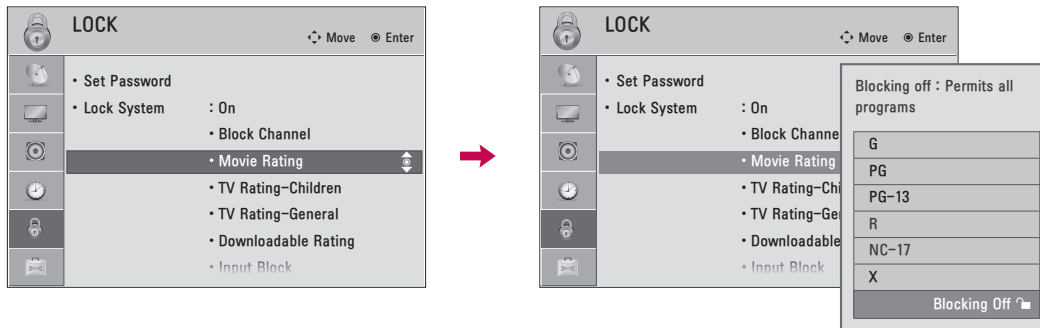 LOCK
Move Enter
• Set Password
• Lock System : On
• Block Channel
• Movie Rating
• TV Rating-Children
• TV Rating-General
• Downloadable Rating
• Input Block
LOCK
Move Enter
• Set Password
• Lock System : On
• Block Channe
• Movie Rating
• TV Rating-Chi
• TV Rating-Ge
• Downloadable
• Input Block
Blocking off : Permits all
programs
G
PG
PG-13
R
NC-17
X
Blocking Off